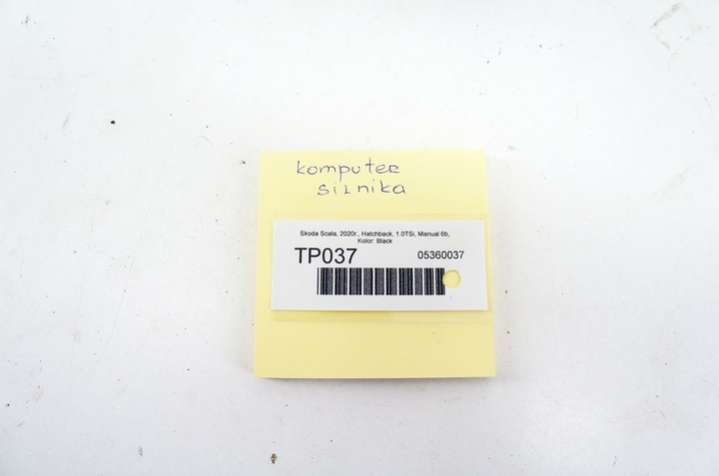 komputer
silnika
Skoda Scala, 2020r., Hatchback, 1.0TSi, Manual 6b,
Kolor: Black
TP037
05360037